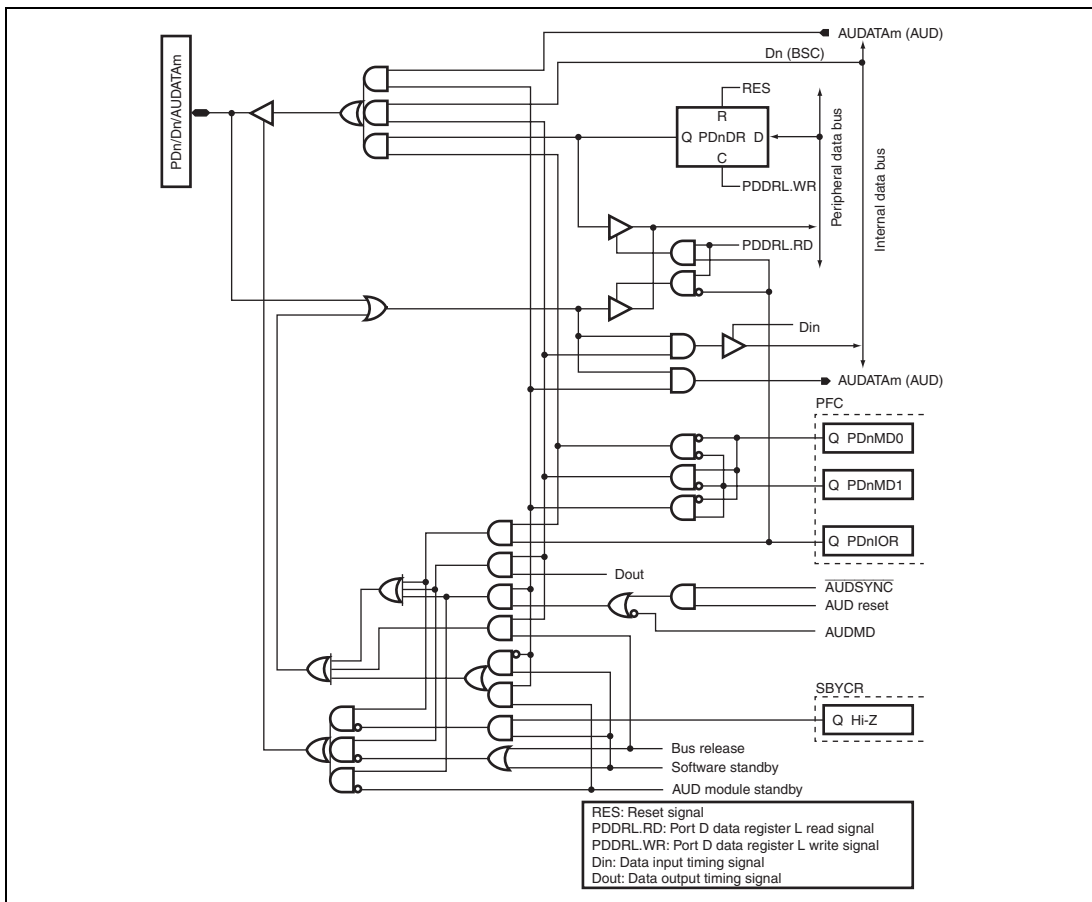 AUDATAm (AUD)
Dn (BSC)
PDn/Dn/AUDATAm
RES
R
Q PDnDR D
C
PDDRL.WR
Peripheral data bus
Internal data bus
PDDRL.RD
Din
AUDATAm (AUD)
PFC
Q PDnMD0
Q PDnMD1
Q PDnIOR
Dout
AUDSYNC
AUD reset
AUDMD
SBYCR
Q Hi-Z
Bus release
Software standby
AUD module standby
RES: Reset signal
PDDRL.RD: Port D data register L read signal
PDDRL.WR: Port D data register L write signal
Din: Data input timing signal
Dout: Data output timing signal